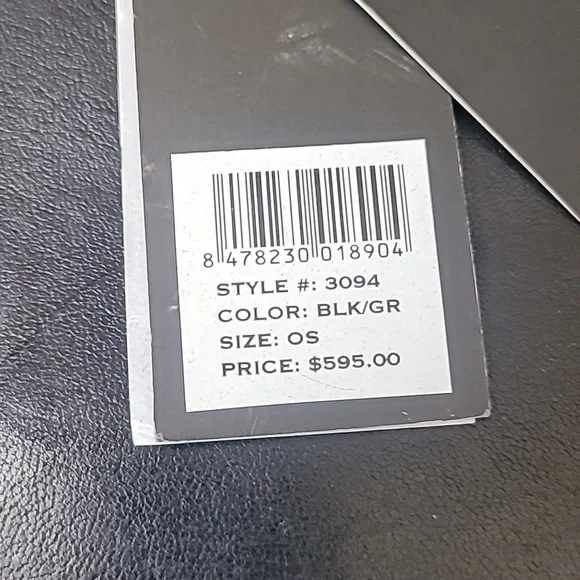 8 478230 018904
STYLE #: 3094
COLOR: BLK/GR
SIZE: OS
PRICE: $595.00